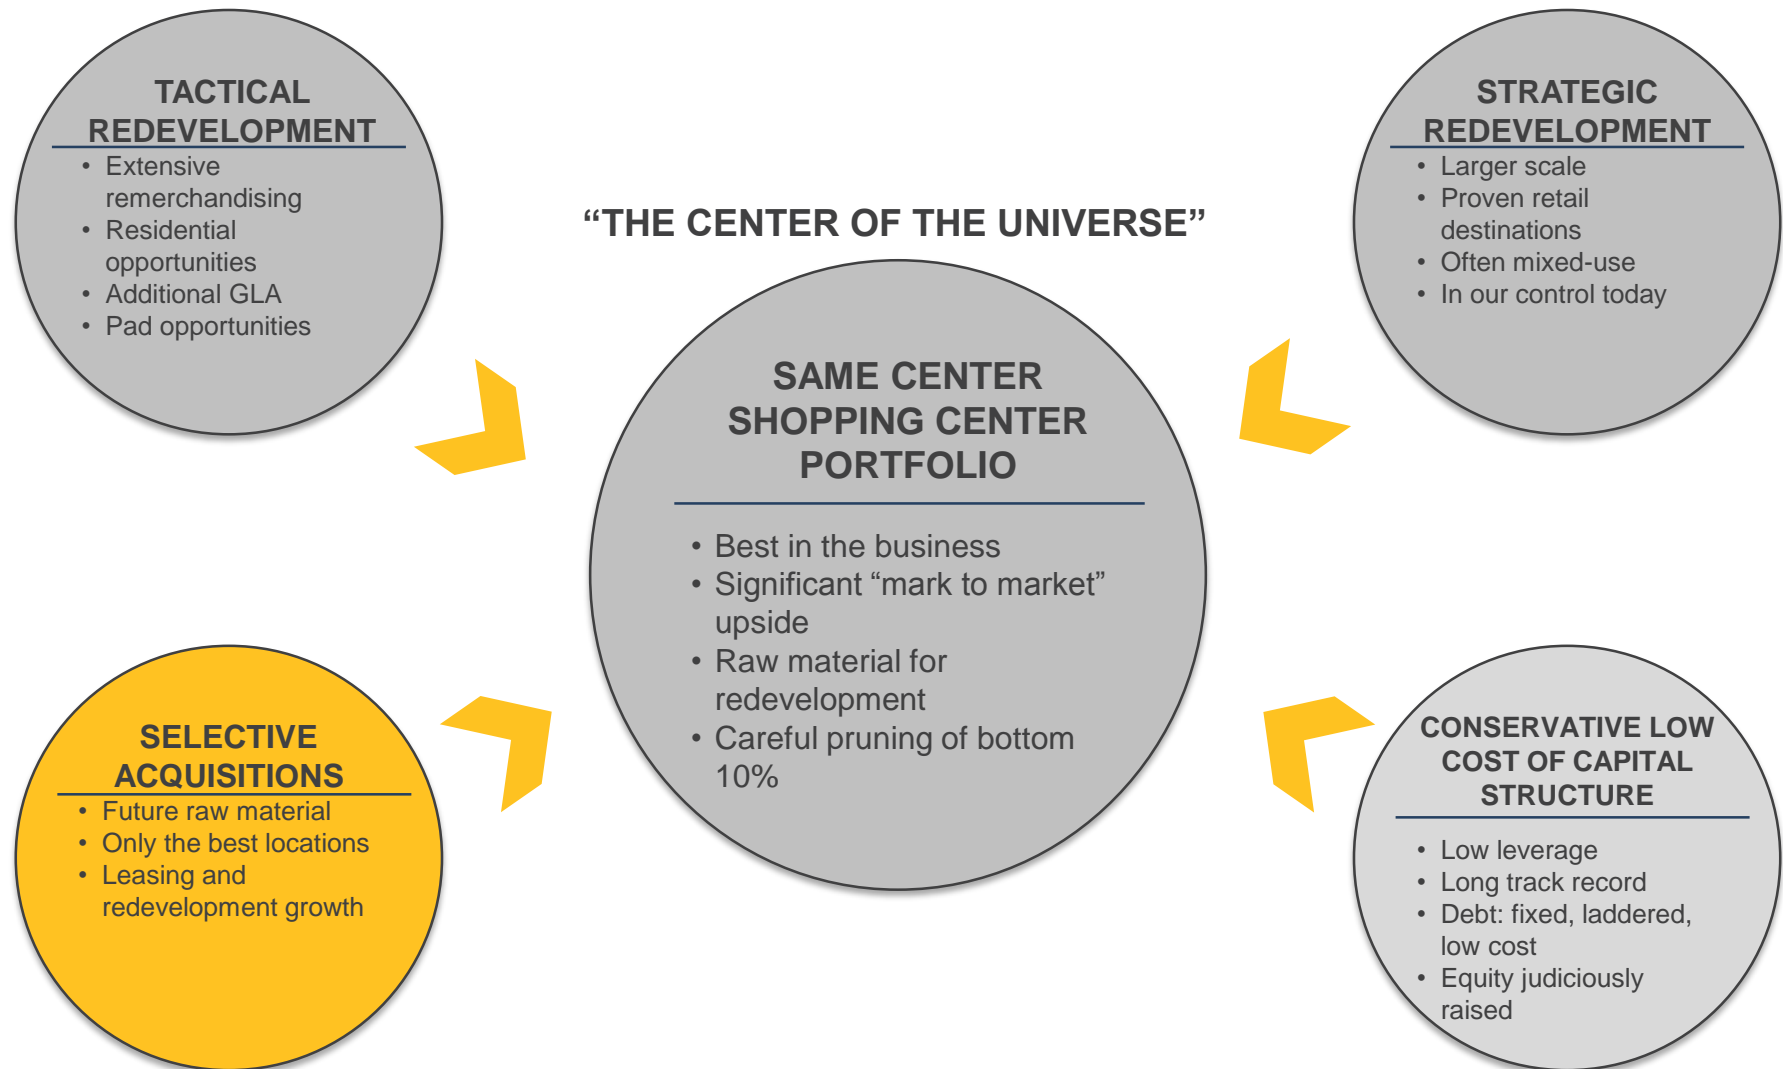 TACTICAL
REDEVELOPMENT
• Extensive
remerchandising
• Residential
opportunities
• Additional GLA
• Pad opportunities
STRATEGIC
REDEVELOPMENT
• Larger scale
• Proven retail
destinations
• Often mixed-use
• In our control today
“THE CENTER OF THE UNIVERSE”
SAME CENTER
SHOPPING CENTER
PORTFOLIO
• Best in the business
• Significant “mark to market”
upside
• Raw material for
redevelopment
• Careful pruning of bottom
10%
SELECTIVE
ACQUISITIONS
• Future raw material
• Only the best locations
• Leasing and
redevelopment growth
CONSERVATIVE LOW
COST OF CAPITAL
STRUCTURE
• Low leverage
• Long track record
• Debt: fixed, laddered,
low cost
• Equity judiciously
raised